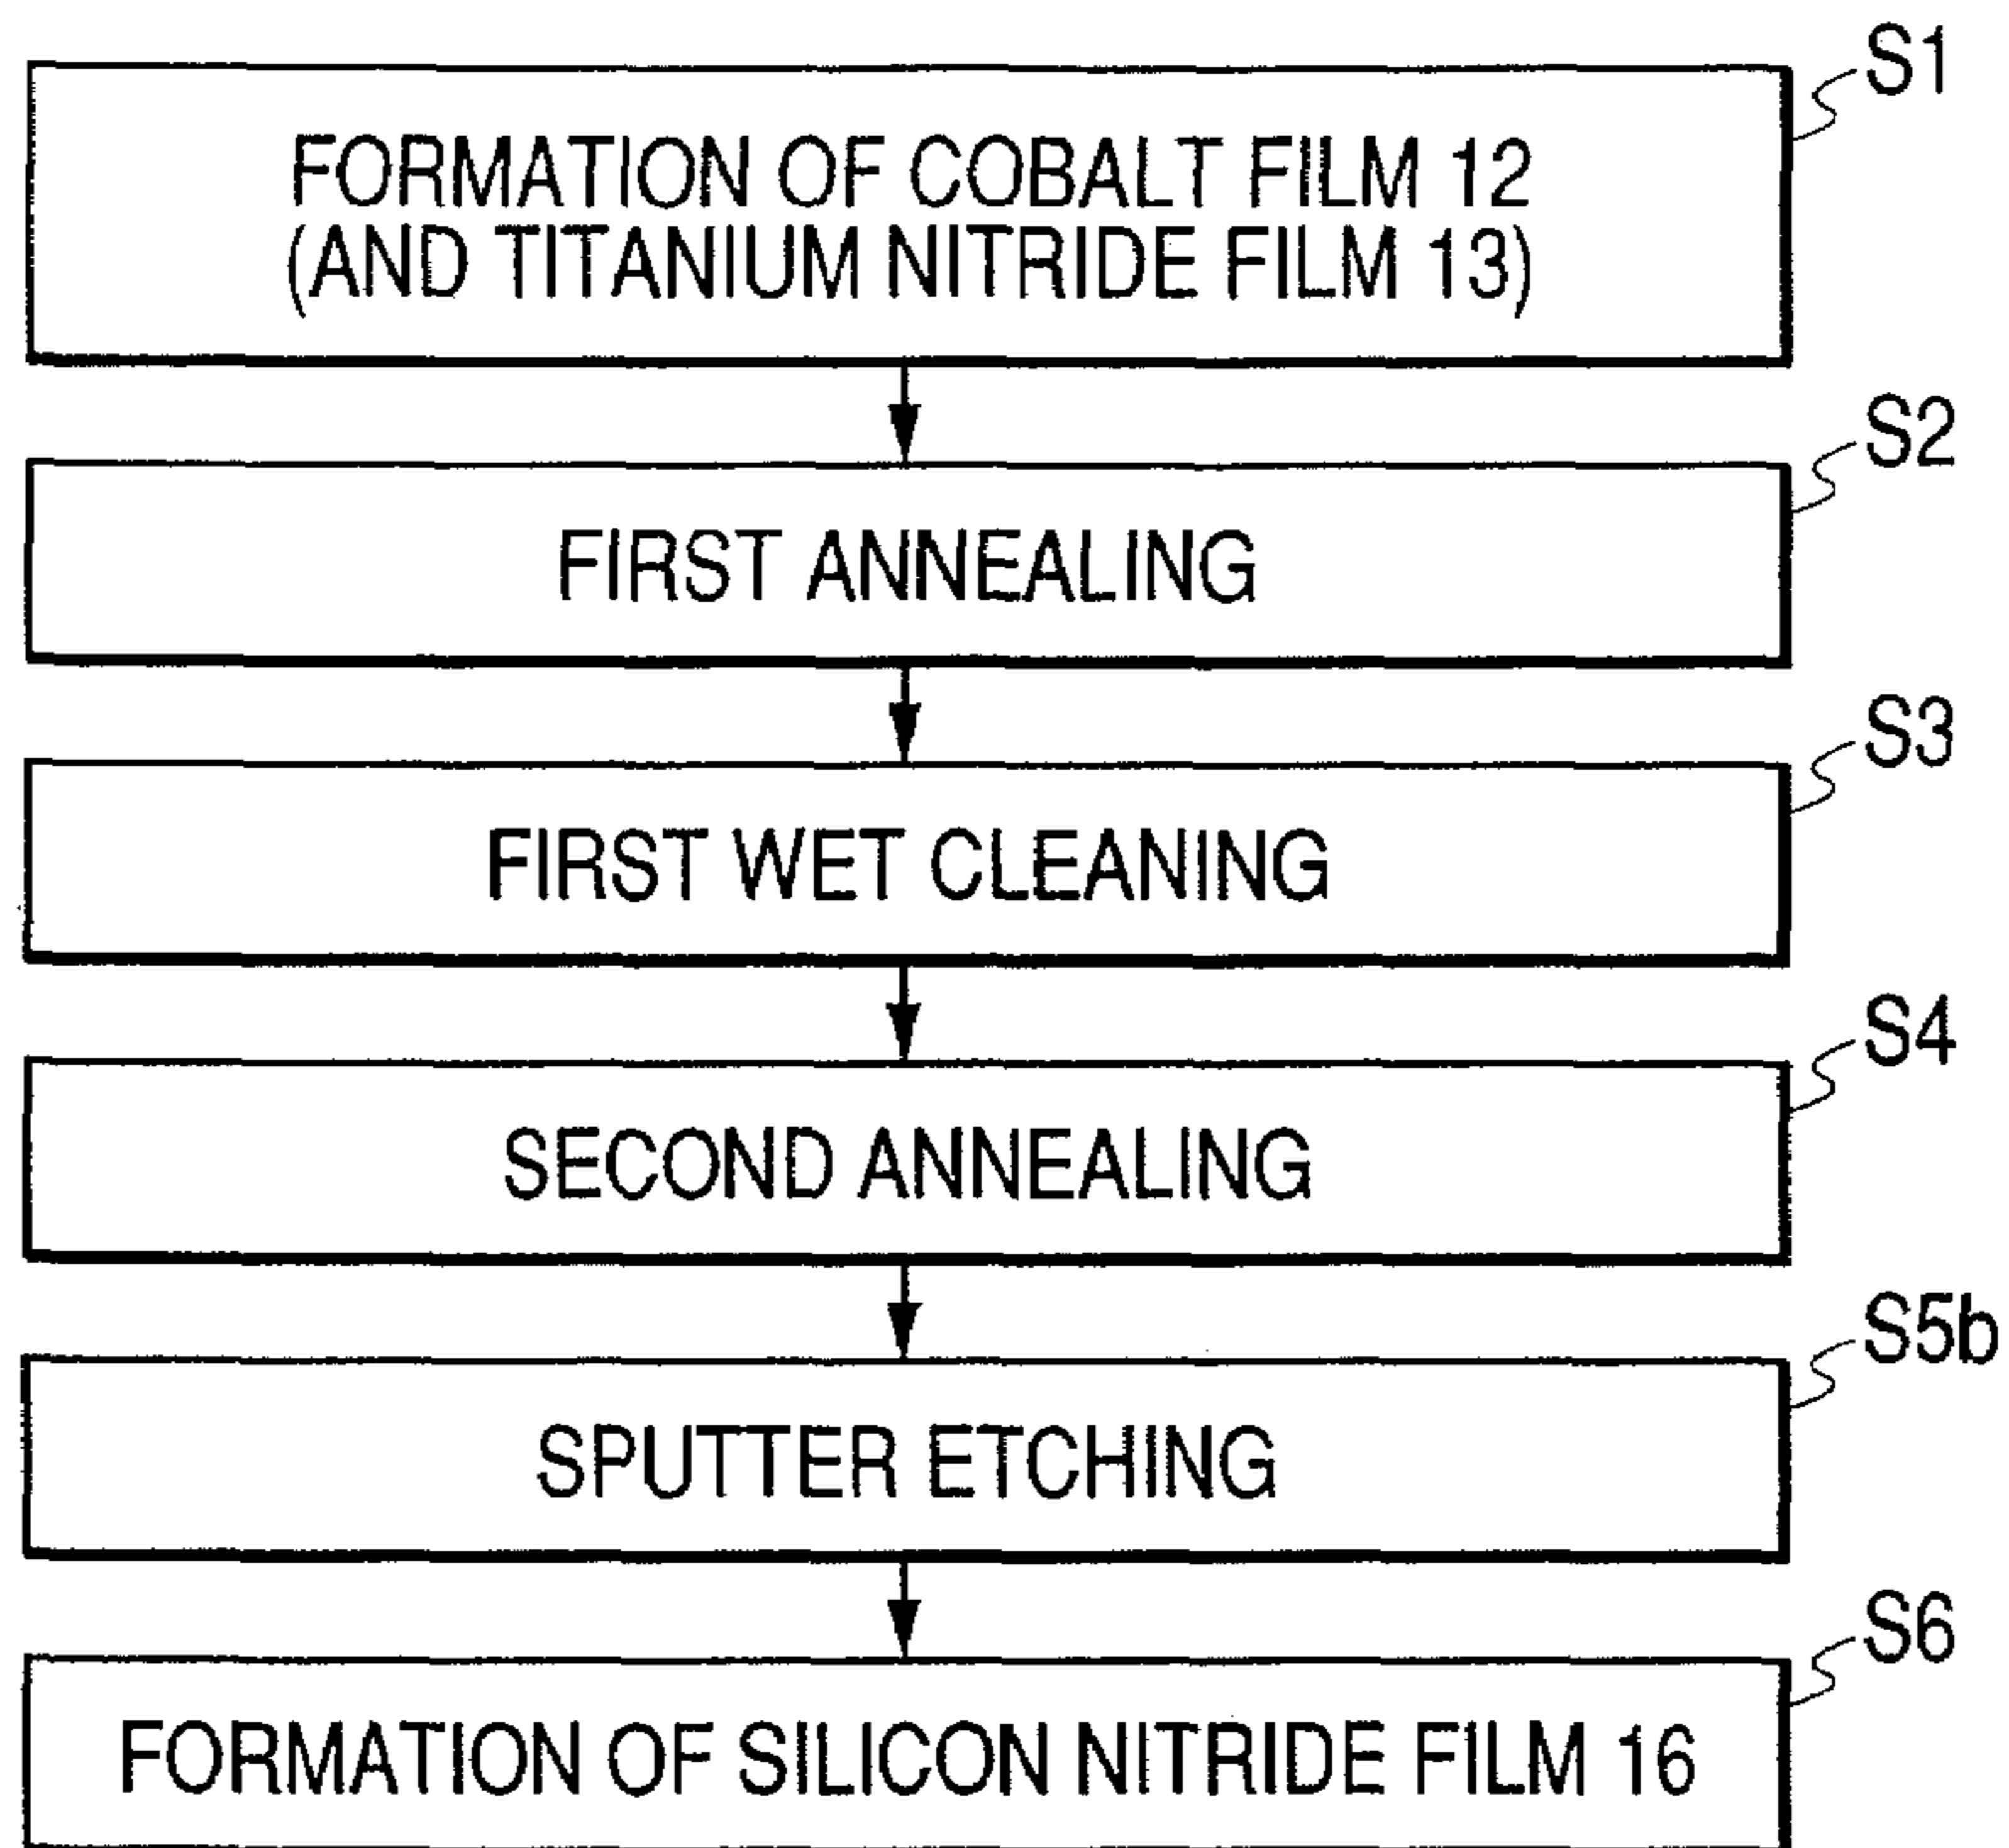 S1
FORMATION OF COBALT FILM 12
(AND TITANIUM NITRIDE FILM 13)
S2
FIRST ANNEALING
S3
FIRST WET CLEANING
S4
SECOND ANNEALING
S5b
SPUTTER ETCHING
S6
FORMATION OF SILICON NITRIDE FILM 16